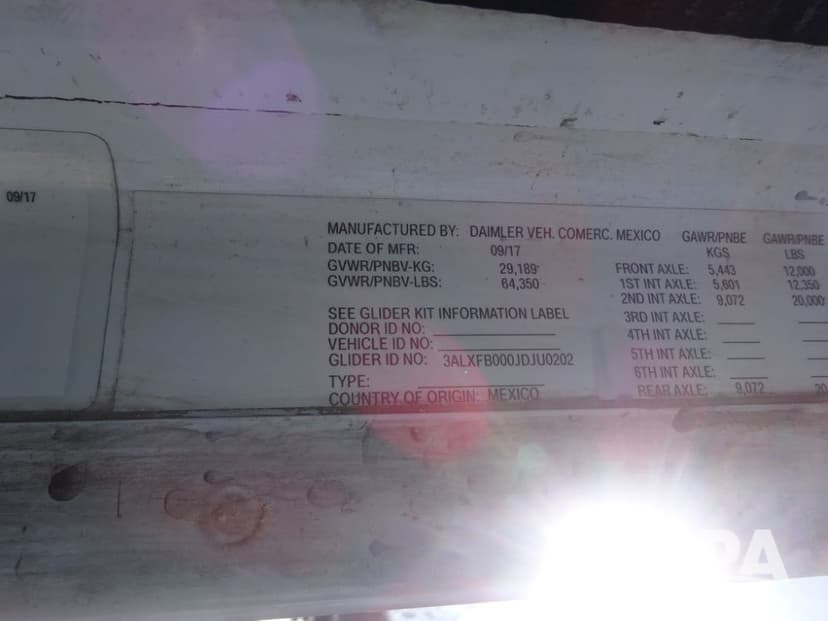 09/17
MANUFACTURED BY: DAIMLER VEH. COMERC. MEXICO GAWR/PNBE GAWR/PNBE
DATE OF MFR: 09/17 KGS LBS
GVWR/PNBV-KG: 29,189 FRONT AXLE: 5,443 12,000
GVWR/PNBV-LBS: 64,350 1ST INT AXLE: 5,601 12,350
2ND INT AXLE: 9,072 20,000
SEE GLIDER KIT INFORMATION LABEL 3RD INT AXLE:
DONOR ID NO: 4TH INT AXLE:
VEHICLE ID NO: 5TH INT AXLE:
GLIDER ID NO: 3ALXFB000JDJU0202 6TH INT AXLE:
TYPE: REAR AXLE: 9,072 20
COUNTRY OF ORIGIN: MEXICO